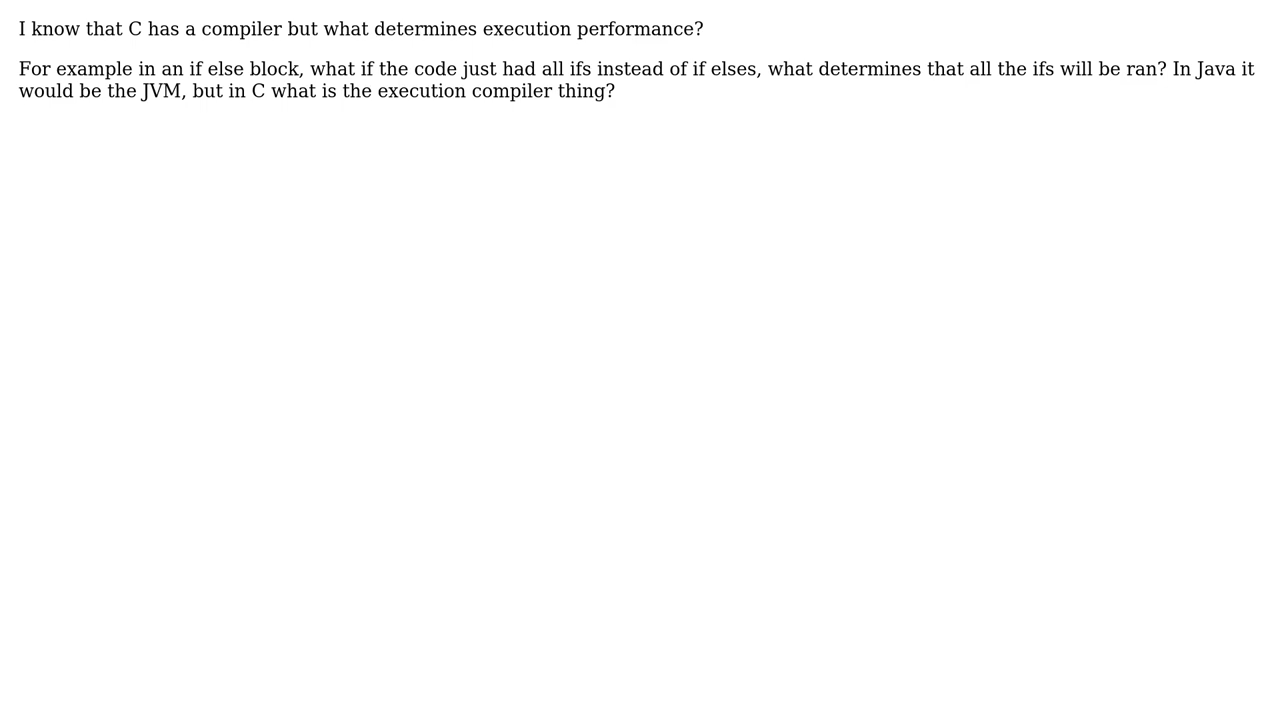 I know that C has a compiler but what determines execution performance?
For example in an if else block, what if the code just had all ifs instead of if elses, what determines that all the ifs will be ran? In Java it
would be the JVM, but in C what is the execution compiler thing?